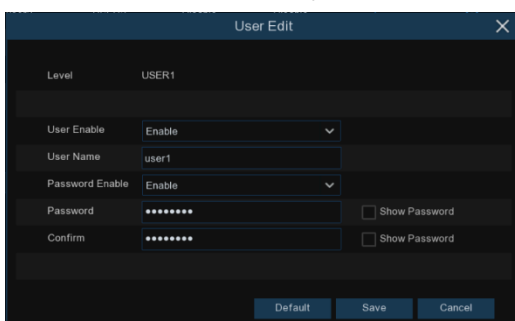 User Edit
Level USER1
User Enable Enable
User Name user1
Password Enable Enable
Password •••••••• Show Password
Confirm •••••••• Show Password
Default Save Cancel